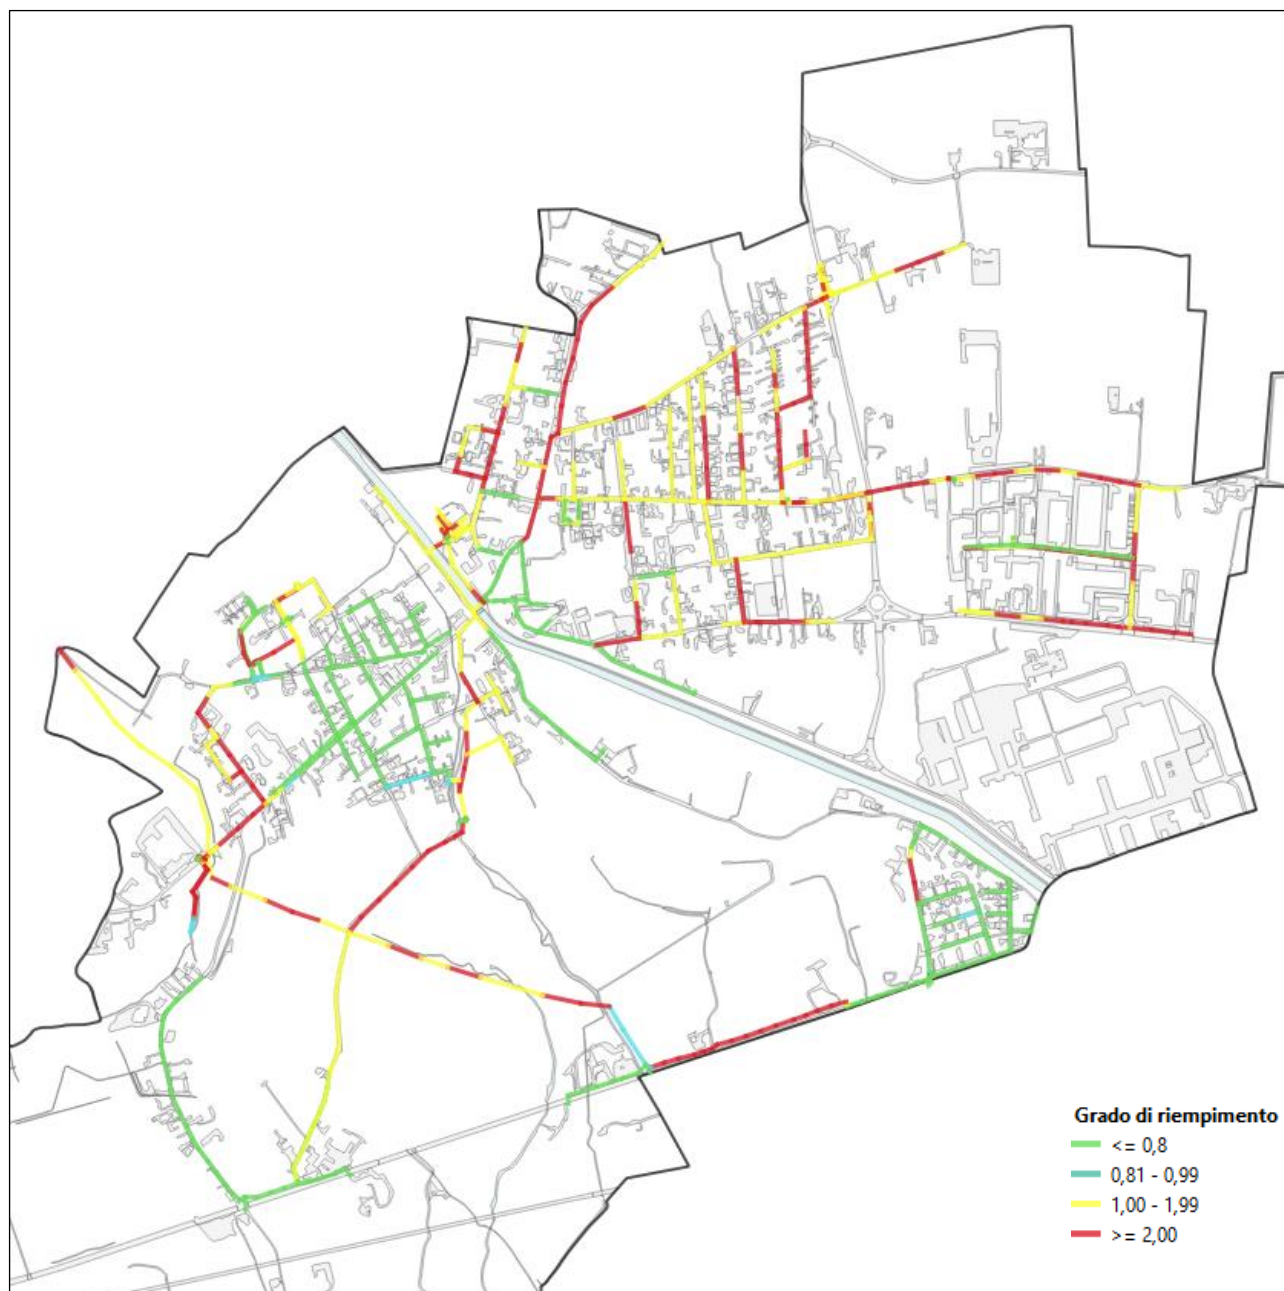 Grado di riempimento
<= 0,8
0,81 - 0,99
1,00 - 1,99
>= 2,00